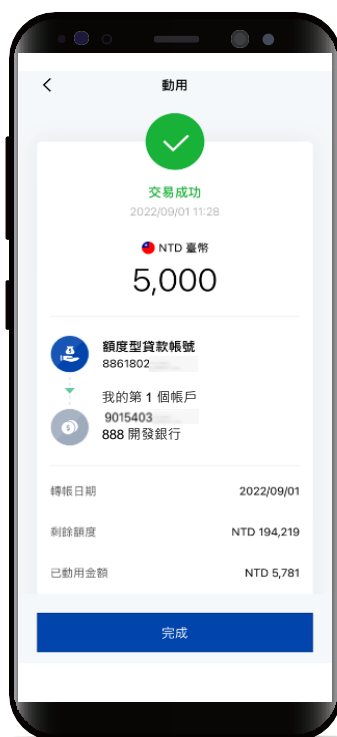 動用
交易成功
2022/09/01 11:28
NTD 臺幣
5,000
額度型貸款帳號
8861802
我的第 1 個帳戶
9015403
888 開發銀行
轉帳日期 2022/09/01
剩餘額度 NTD 194,219
已動用金額 NTD 5,781
完成